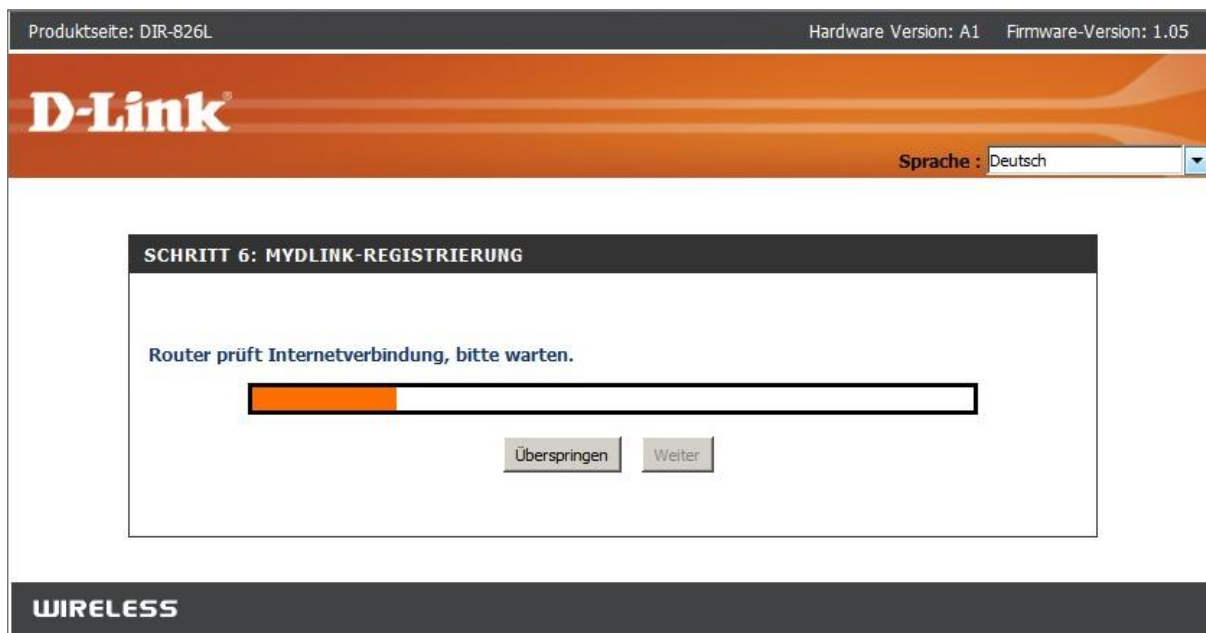 Produktseite: DIR-826L Hardware Version: A1 Firmware-Version: 1.05
D-Link®
Sprache : Deutsch
SCHRITT 6: MYDLINK-REGISTRIERUNG
Router prüft Internetverbindung, bitte warten.
Überspringen Weiter
WIRELESS